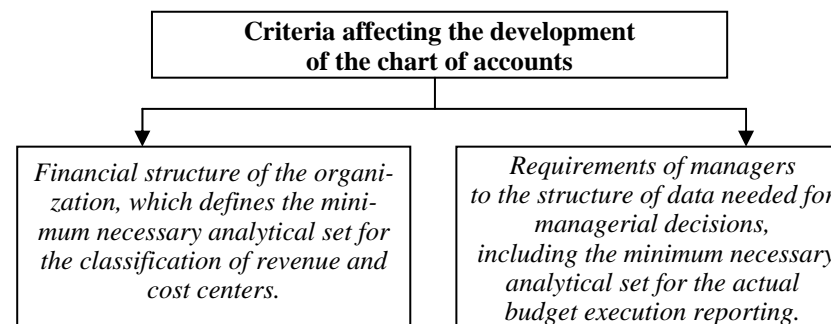 Criteria affecting the development
of the chart of accounts
Financial structure of the organi-
zation, which defines the mini-
mum necessary analytical set for
the classification of revenue and
cost centers.
Requirements of managers
to the structure of data needed for
managerial decisions,
including the minimum necessary
analytical set for the actual
budget execution reporting.